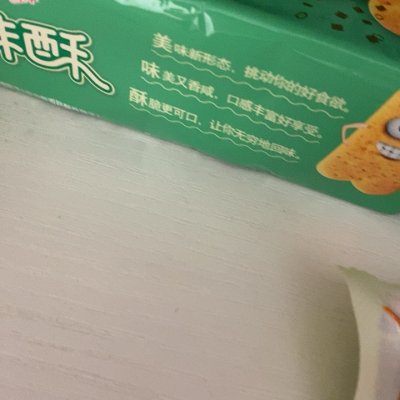 味酥
美味新形态，挑动你的好食欲，
味美又香咸，口感丰富好享受。
酥脆更可口，让你无穷地回味。